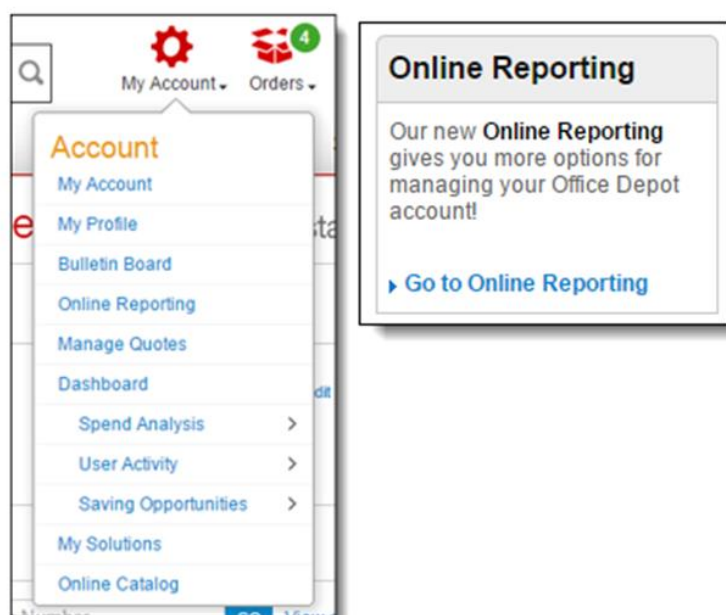 4
My Account
Orders
Account
My Account
My Profile
Bulletin Board
Online Reporting
Manage Quotes
Dashboard
Spend Analysis
User Activity
Saving Opportunities
My Solutions
Online Catalog
Online Reporting
Our new Online Reporting
gives you more options for
managing your Office Depot
account!
Go to Online Reporting